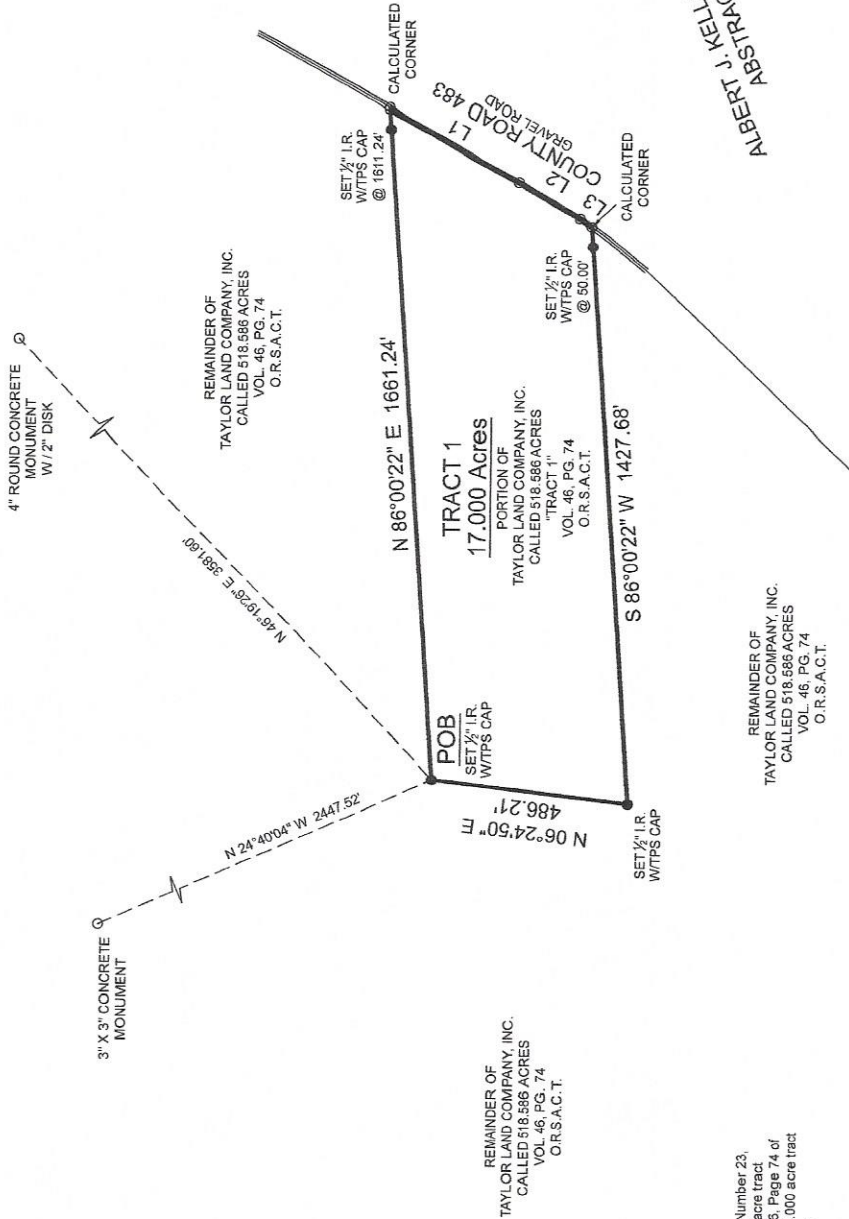 4" ROUND CONCRETE
MONUMENT
W / 2" DISK
3" X 3" CONCRETE
MONUMENT
N 24°40'04" W 2447.52'
N 46°19'26" E 3581.60'
REMAINDER OF
TAYLOR LAND COMPANY, INC.
CALLED 518.586 ACRES
VOL. 46, PG. 74
O.R.S.A.C.T.
SET ½" I.R.
W/TPS CAP
@ 1611.24'
CALCULATED
CORNER
N 86°00'22" E 1661.24'
L1
COUNTY ROAD 483
GRAVEL ROAD
L2
L3
CALCULATED
CORNER
ALBERT J. KELL
ABSTRAC
POB
SET ½" I.R.
W/TPS CAP
TRACT 1
17.000 Acres
PORTION OF
TAYLOR LAND COMPANY, INC.
CALLED 518.586 ACRES
"TRACT 1"
VOL. 46, PG. 74
O.R.S.A.C.T.
SET ½" I.R.
W/TPS CAP
@ 50.00'
N 06°24'50" E
486.21'
S 86°00'22" W 1427.68'
SET ½" I.R.
W/TPS CAP
REMAINDER OF
TAYLOR LAND COMPANY, INC.
CALLED 518.586 ACRES
VOL. 46, PG. 74
O.R.S.A.C.T.
REMAINDER OF
TAYLOR LAND COMPANY, INC.
CALLED 518.586 ACRES
VOL. 46, PG. 74
O.R.S.A.C.T.
Number 23,
acre tract
6, Page 74 of
.000 acre tract